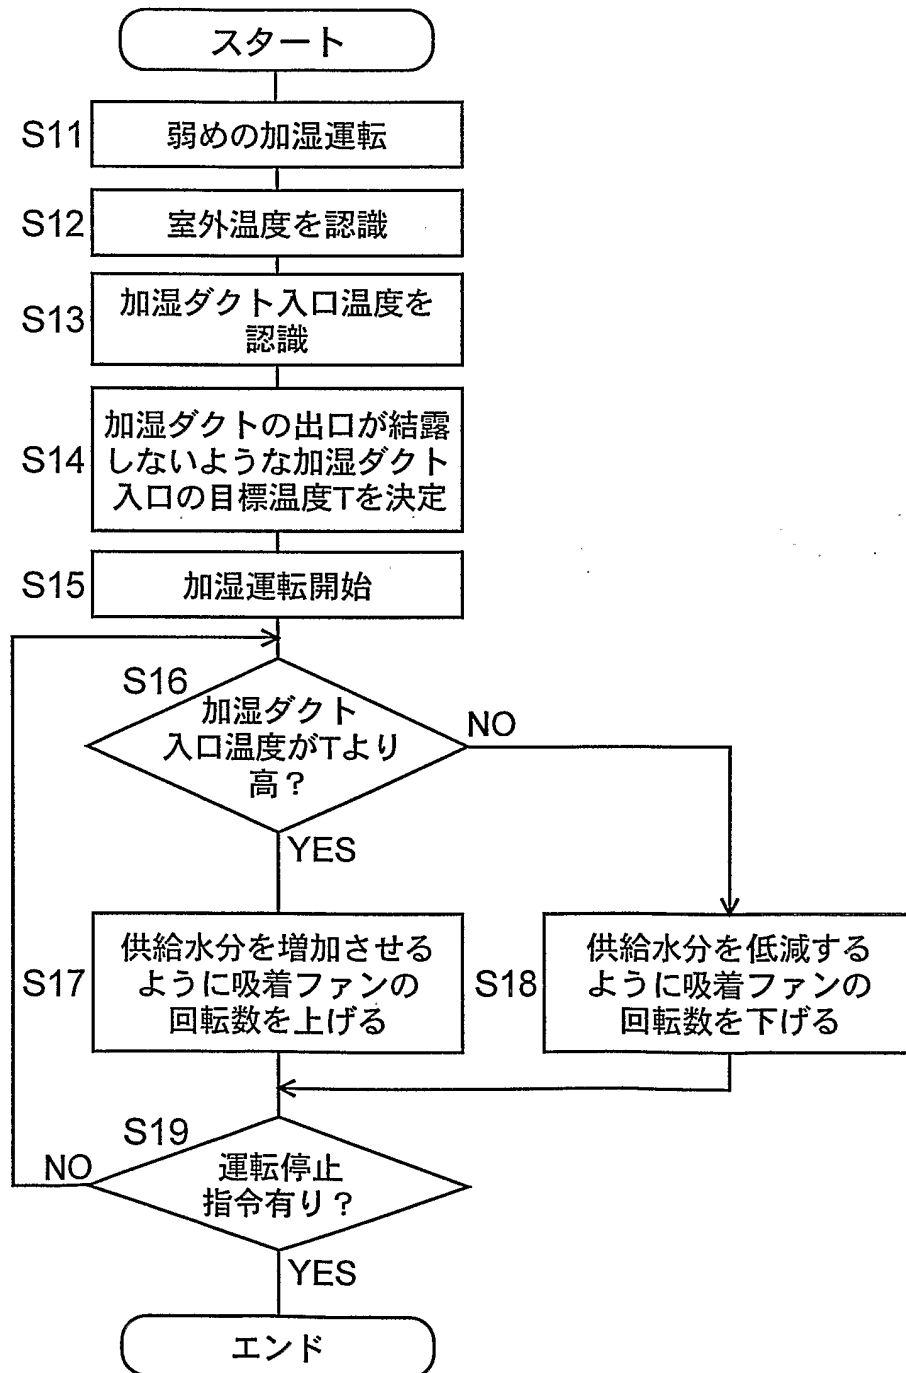 スタート
S11
弱めの加湿運転
S12
室外温度を認識
S13
加湿ダクト入口温度を
認識
S14
加湿ダクトの出口が結露
しないような加湿ダクト
入口の目標温度Tを決定
S15
加湿運転開始
S16
加湿ダクト
入口温度がTより
高?
NO
YES
S17
供給水分を増加させる
ように吸着ファンの
回転数を上げる
S18
供給水分を低減する
ように吸着ファンの
回転数を下げる
S19
NO
運転停止
指令有り?
YES
エンド